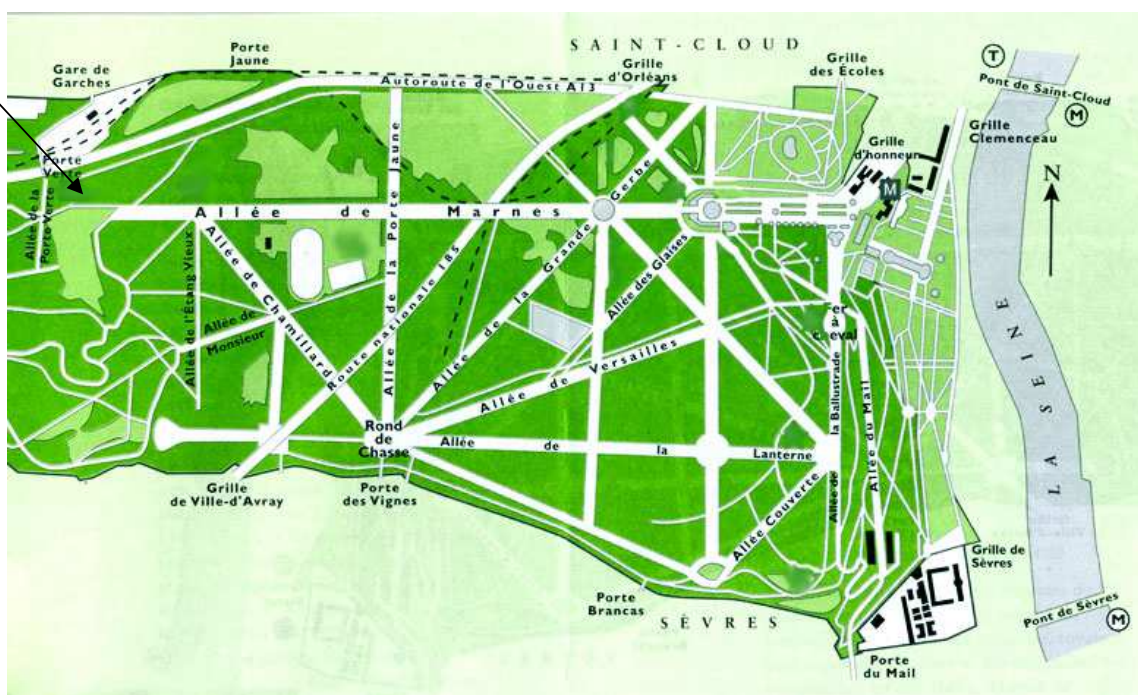 SAINT-CLOUD
Porte
Jaune
Gare de
Garches
Grille
d'Orléans
Grille
des Écoles
T
Pont de Saint-Cloud
M
Autoroute de l'Ouest A13
Grille
Clemenceau
Grille
d'honneur
M
N
Porte
Verte
Allée de la
Porte Verte
Allée de Marnes
Allée de la Porte Jaune
Route nationale 185
Allée de la Grande Gerbe
Allée des Glaises
Allée de l'Étang Vieux
Allée de Chamillard
Allée de
Monsieur
Allée de Versailles
Fer
à
cheval
LA SEINE
Allée de la Ballustrade
Allée du Mail
Rond
de
Chasse
Allée de la Lanterne
Allée Couverte
Grille
de Ville-d'Avray
Porte
des Vignes
Porte
Brancas
SÈVRES
Grille de
Sèvres
Pont de Sèvres
M
Porte
du Mail